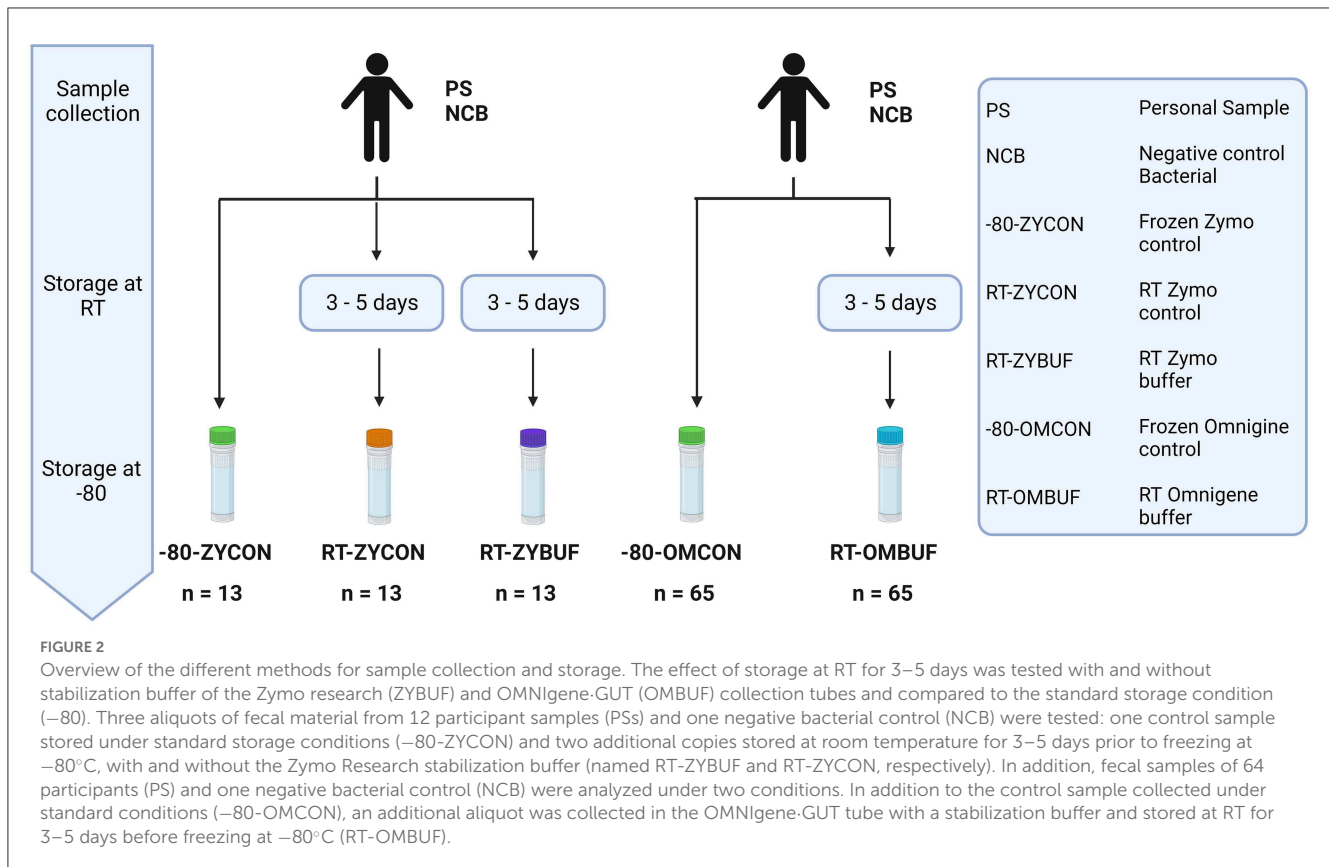 Sample
collection
PS
NCB
PS
NCB
Storage at
RT
3 - 5 days
3 - 5 days
3 - 5 days
Storage at
-80
-80-ZYCON
RT-ZYCON
RT-ZYBUF
-80-OMCON
RT-OMBUF
n = 13
n = 13
n = 13
n = 65
n = 65
PS Personal Sample
NCB Negative control
Bacterial
-80-ZYCON Frozen Zymo
control
RT-ZYCON RT Zymo
control
RT-ZYBUF RT Zymo
buffer
-80-OMCON Frozen Omnigine
control
RT-OMBUF RT Omnigene
buffer
FIGURE 2
Overview of the different methods for sample collection and storage. The effect of storage at RT for 3–5 days was tested with and without
stabilization buffer of the Zymo research (ZYBUF) and OMNIgene·GUT (OMBUF) collection tubes and compared to the standard storage condition
(−80). Three aliquots of fecal material from 12 participant samples (PSs) and one negative bacterial control (NCB) were tested: one control sample
stored under standard storage conditions (−80-ZYCON) and two additional copies stored at room temperature for 3–5 days prior to freezing at
−80°C, with and without the Zymo Research stabilization buffer (named RT-ZYBUF and RT-ZYCON, respectively). In addition, fecal samples of 64
participants (PS) and one negative bacterial control (NCB) were analyzed under two conditions. In addition to the control sample collected under
standard conditions (−80-OMCON), an additional aliquot was collected in the OMNIgene·GUT tube with a stabilization buffer and stored at RT for
3–5 days before freezing at −80°C (RT-OMBUF).